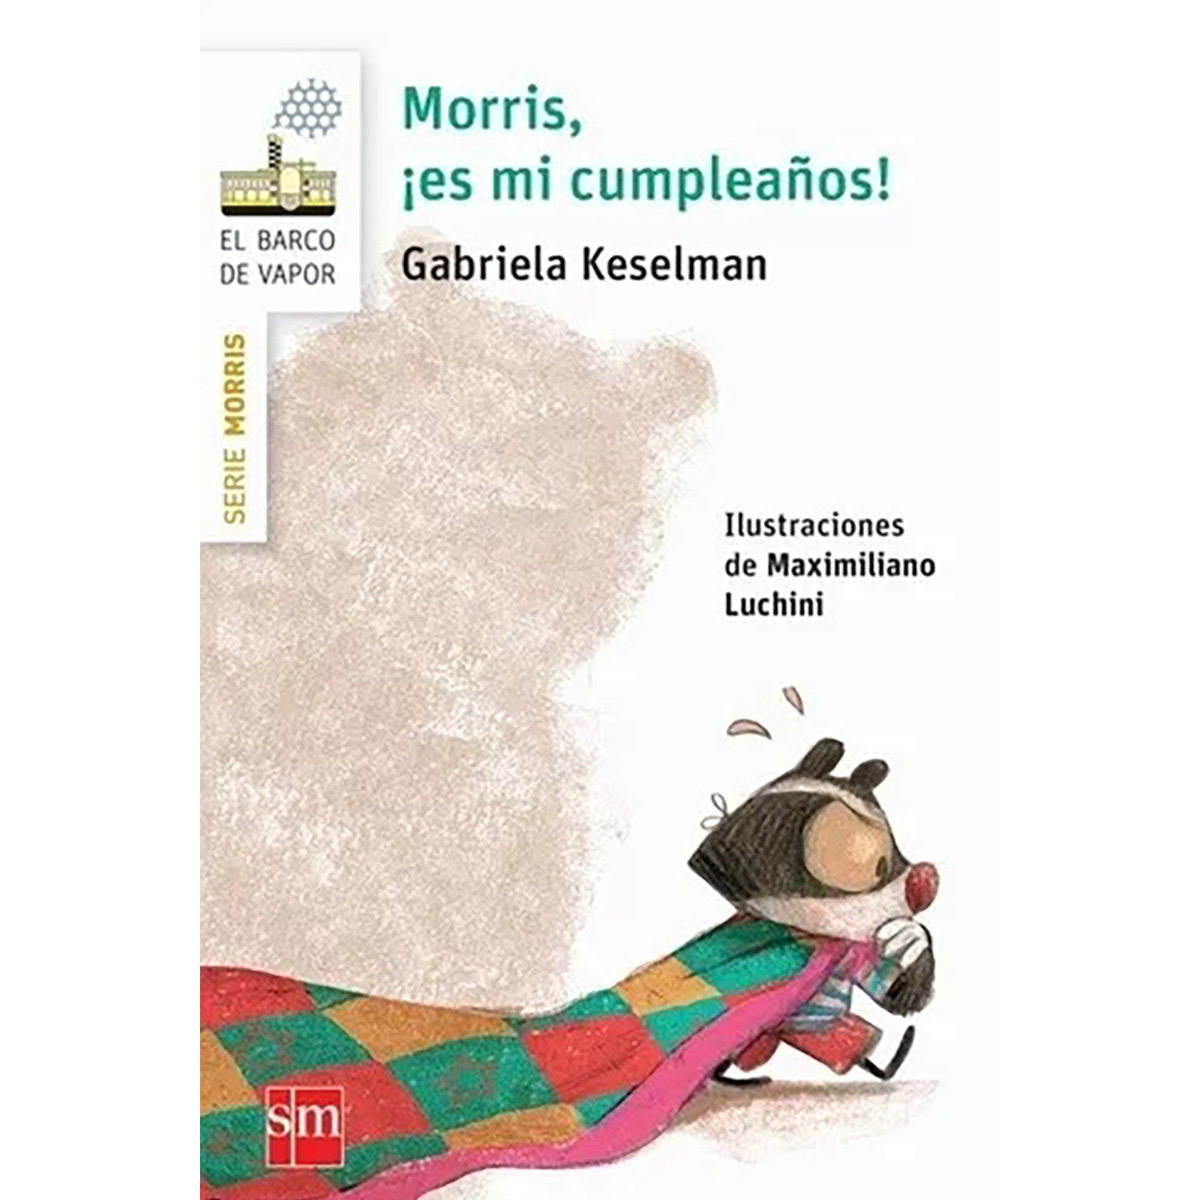 Morris,
¡es mi cumpleaños!
Gabriela Keselman
EL BARCO
DE VAPOR
SERIE MORRIS
Ilustraciones
de Maximiliano
Luchini
sm